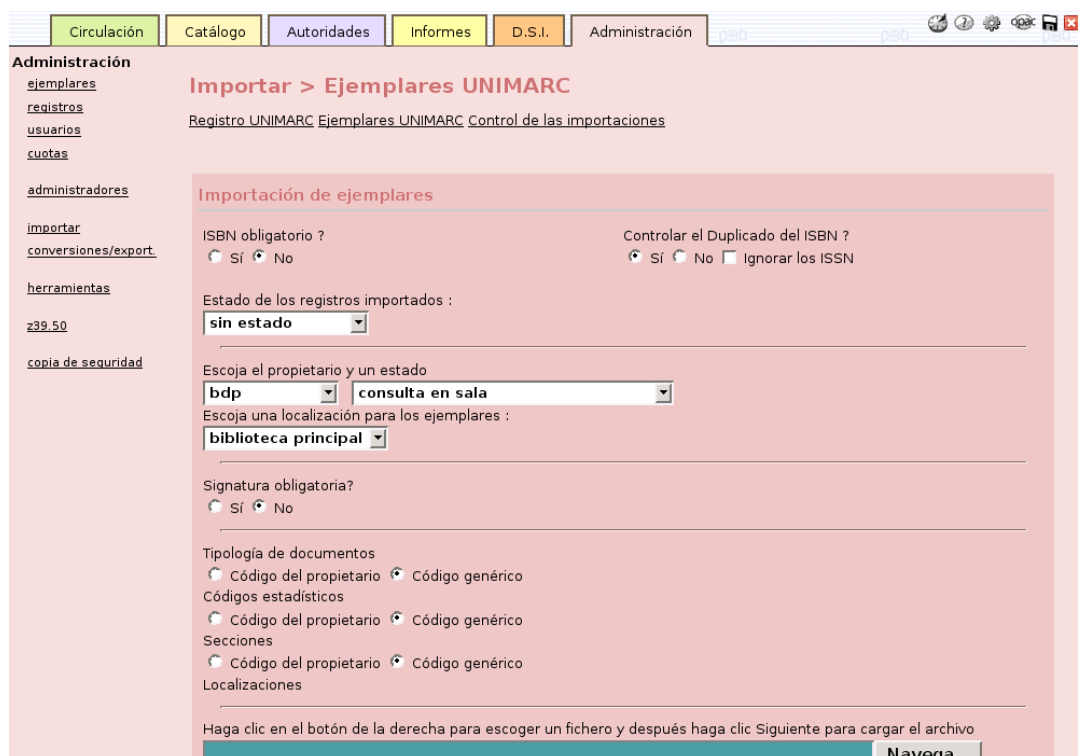 Circulación Catálogo Autoridades Informes D.S.I. Administración opac
Administración
ejemplares
registros
usuarios
cuotas
administradores
importar
conversiones/export.
herramientas
z39.50
copia de seguridad
Importar > Ejemplares UNIMARC
Registro UNIMARC Ejemplares UNIMARC Control de las importaciones
Importación de ejemplares
ISBN obligatorio ? Controlar el Duplicado del ISBN ?
Sí No Sí No Ignorar los ISSN
Estado de los registros importados :
sin estado
Escoja el propietario y un estado
bdp consulta en sala
Escoja una localización para los ejemplares :
biblioteca principal
Signatura obligatoria?
Sí No
Tipología de documentos
Código del propietario Código genérico
Códigos estadísticos
Código del propietario Código genérico
Secciones
Código del propietario Código genérico
Localizaciones
Haga clic en el botón de la derecha para escoger un fichero y después haga clic Siguiente para cargar el archivo
Navega...